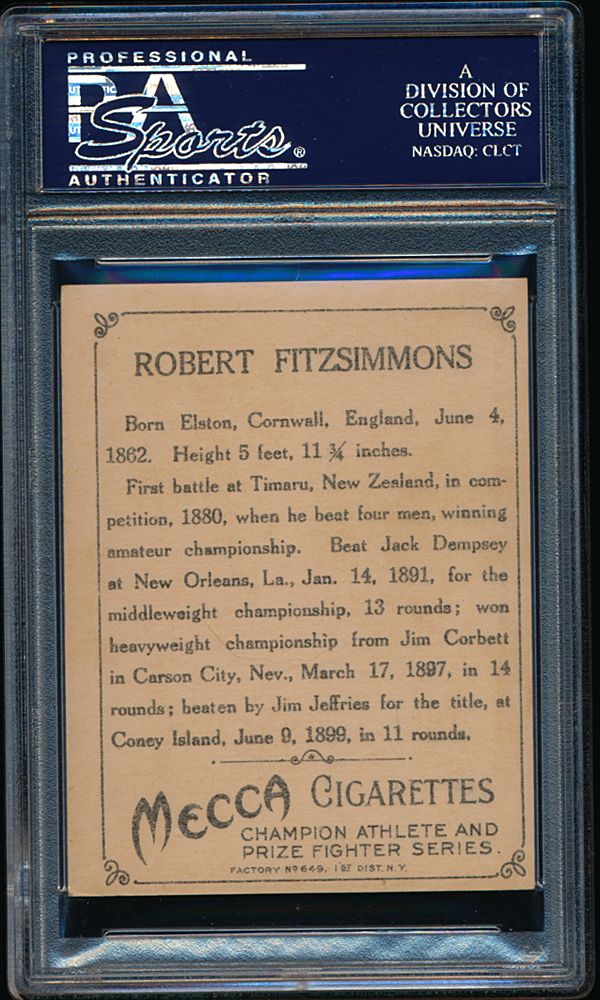 PROFESSIONAL
PSA
Sports®
AUTHENTICATOR
A
DIVISION OF
COLLECTORS
UNIVERSE
NASDAQ: CLCT
ROBERT FITZSIMMONS
Born Elston, Cornwall, England, June 4,
1862. Height 5 feet, 11 ¾ inches.
First battle at Timaru, New Zealand, in com-
petition, 1880, when he beat four men, winning
amateur championship. Beat Jack Dempsey
at New Orleans, La., Jan. 14, 1891, for the
middleweight championship, 13 rounds; won
heavyweight championship from Jim Corbett
in Carson City, Nev., March 17, 1897, in 14
rounds; beaten by Jim Jeffries for the title, at
Coney Island, June 9, 1899, in 11 rounds.
MECCA CIGARETTES
CHAMPION ATHLETE AND
PRIZE FIGHTER SERIES.
FACTORY Nº 649, 1ST DIST. N.Y.